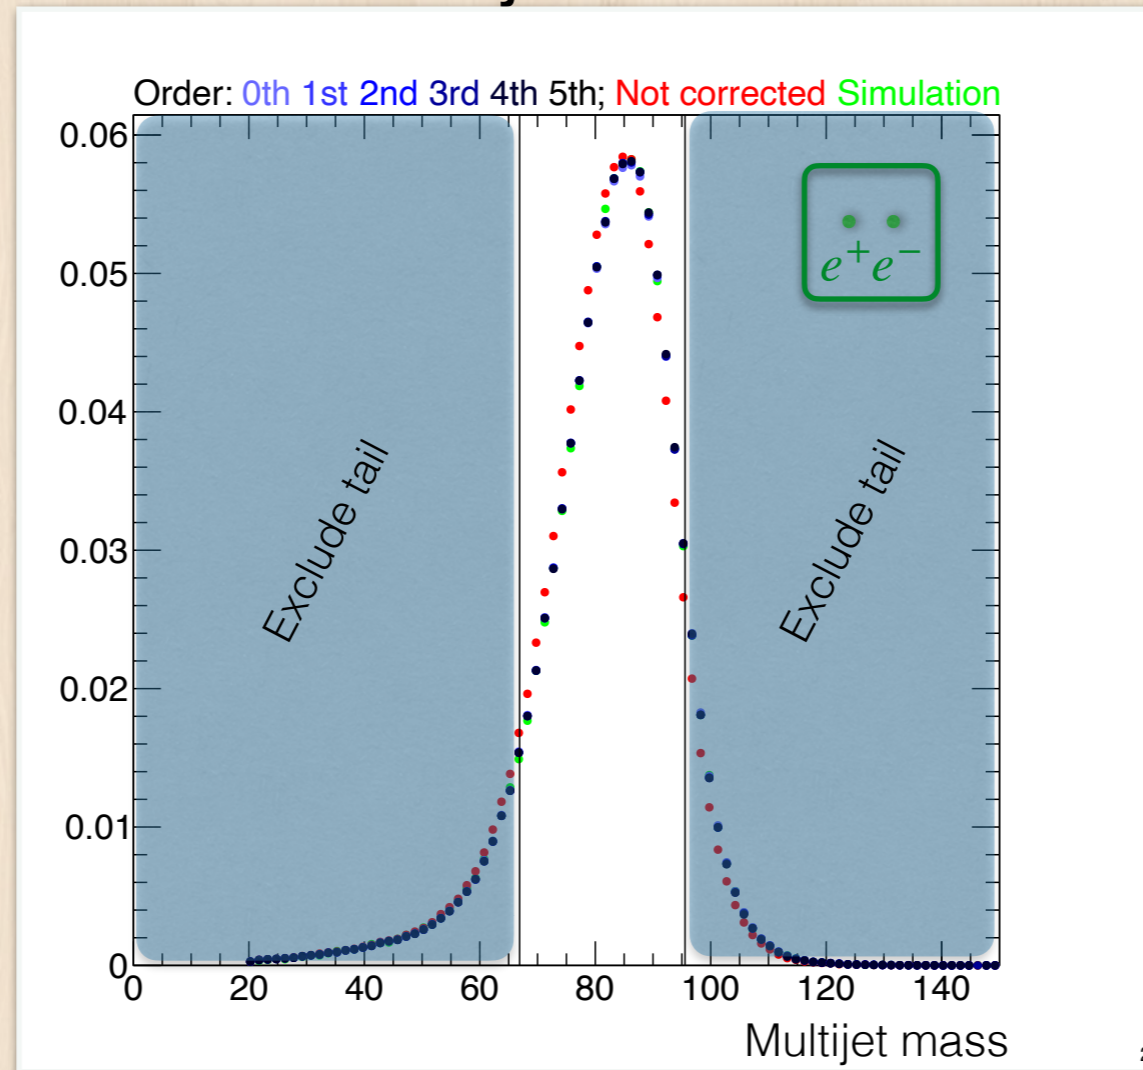 Order: 0th 1st 2nd 3rd 4th 5th; Not corrected Simulation
0.06
0.05
0.04
0.03
0.02
0.01
0
Exclude tail
Exclude tail
e⁺e⁻
0 20 40 60 80 100 120 140
Multijet mass